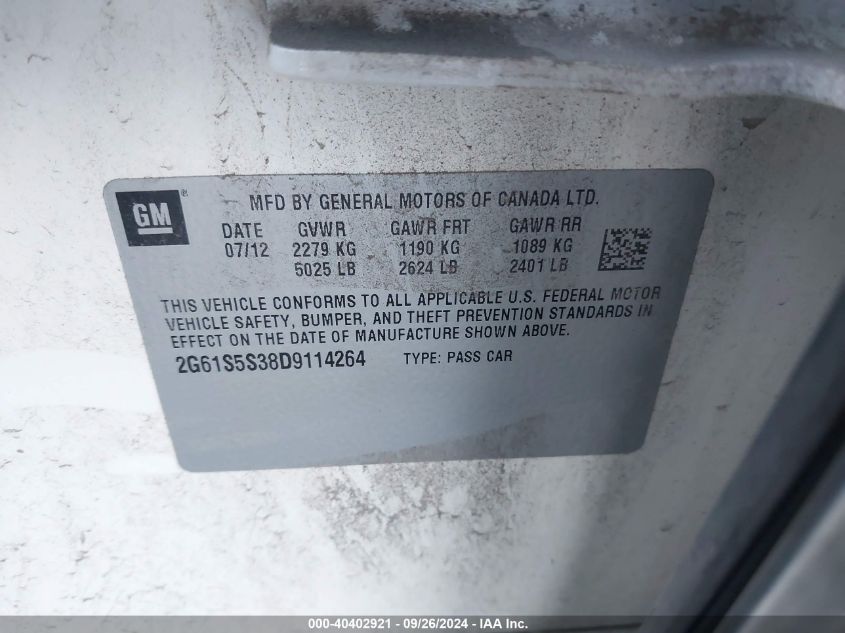 GM®
MFD BY GENERAL MOTORS OF CANADA LTD.
DATE GVWR GAWR FRT GAWR RR
07/12 2279 KG 1190 KG 1089 KG
5025 LB 2624 LB 2401 LB
THIS VEHICLE CONFORMS TO ALL APPLICABLE U.S. FEDERAL MOTOR
VEHICLE SAFETY, BUMPER, AND THEFT PREVENTION STANDARDS IN
EFFECT ON THE DATE OF MANUFACTURE SHOWN ABOVE.
2G61S5S38D9114264 TYPE: PASS CAR
000-40402921 - 09/26/2024 - IAA Inc.